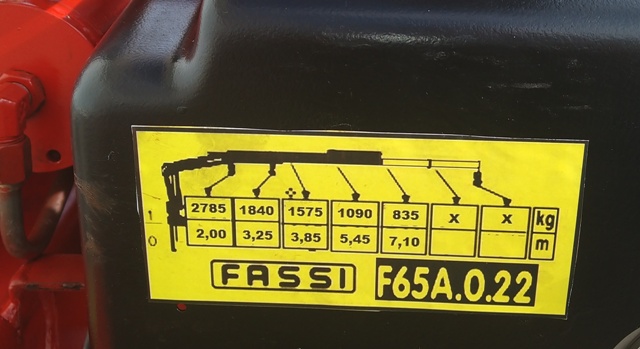 1
0
2785 1840 1575 1090 835 X X kg
2,00 3,25 3,85 5,45 7,10 m
FASSI F65A.0.22